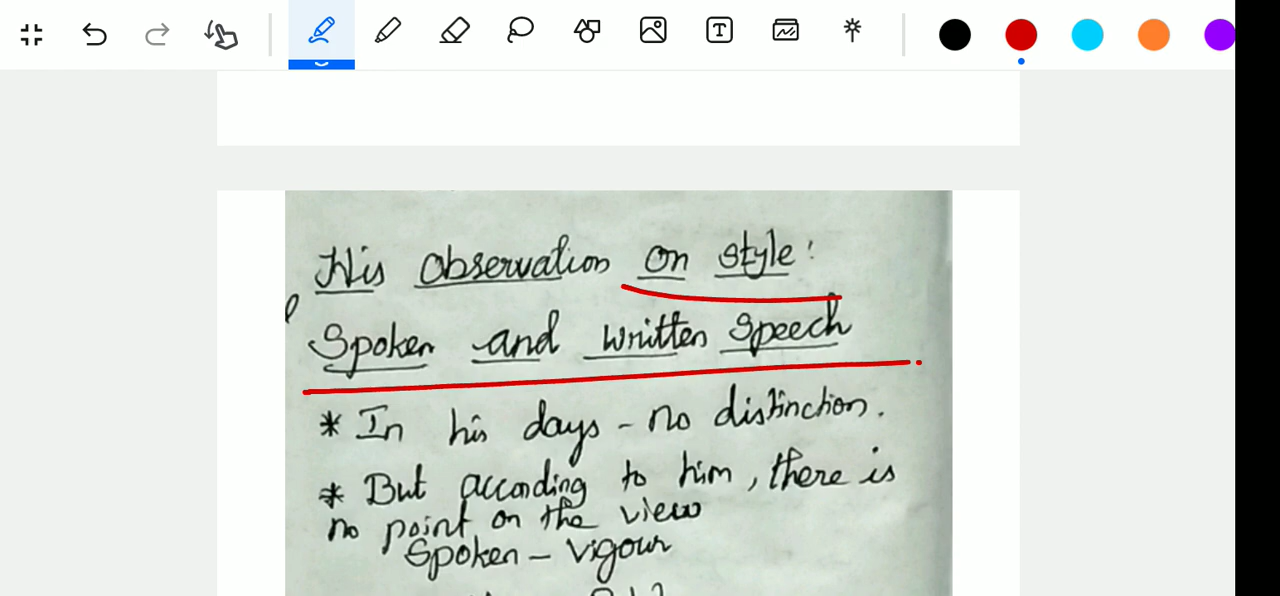 His Observation on style:
Spoken and written Speech
* In his days - no distinction.
* But according to him, there is
no point on the view
Spoken - Vigour